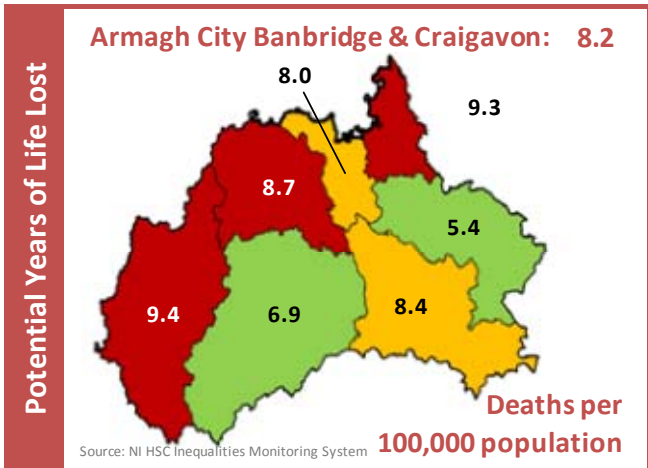 Potential Years of Life Lost
Armagh City Banbridge & Craigavon: 8.2
8.0
9.3
8.7
5.4
9.4
6.9
8.4
Deaths per
100,000 population
Source: NI HSC Inequalities Monitoring System